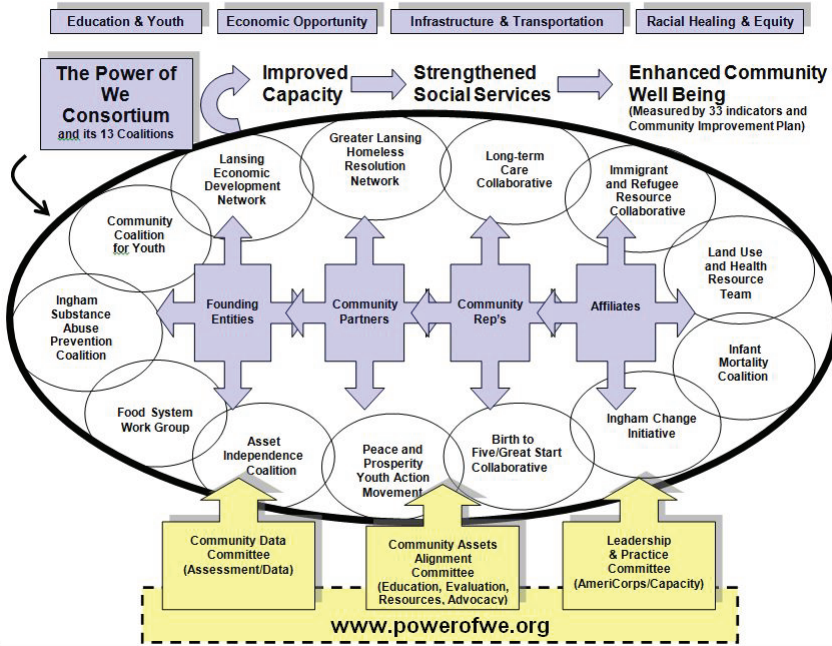 Education & Youth
Economic Opportunity
Infrastructure & Transportation
Racial Healing & Equity
The Power of
We
Consortium
and its 13 Coalitions
Improved
Capacity
Strengthened
Social Services
Enhanced Community
Well Being
(Measured by 33 indicators and
Community Improvement Plan)
Lansing
Economic
Development
Network
Greater Lansing
Homeless
Resolution
Network
Long-term
Care
Collaborative
Immigrant
and Refugee
Resource
Collaborative
Community
Coalition
for Youth
Land Use
and Health
Resource
Team
Ingham
Substance
Abuse
Prevention
Coalition
Founding
Entities
Community
Partners
Community
Rep's
Affiliates
Infant
Mortality
Coalition
Food System
Work Group
Asset
Independence
Coalition
Peace and
Prosperity
Youth Action
Movement
Birth to
Five/Great Start
Collaborative
Ingham Change
Initiative
Community Data
Committee
(Assessment/Data)
Community Assets
Alignment
Committee
(Education, Evaluation,
Resources, Advocacy)
Leadership
& Practice
Committee
(AmeriCorps/Capacity)
www.powerofwe.org